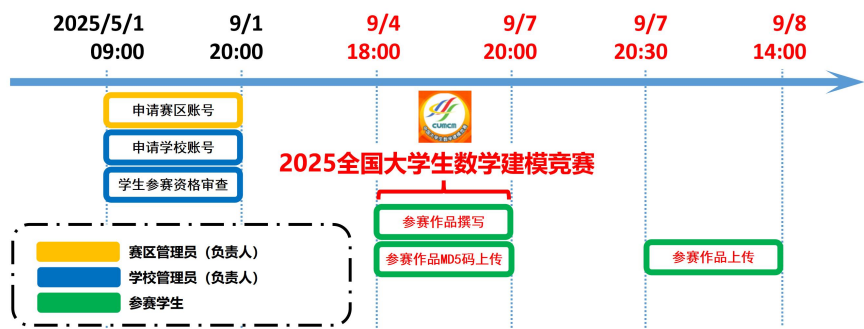 2025/5/1 9/1 9/4 9/7 9/7 9/8
09:00 20:00 18:00 20:00 20:30 14:00
申请赛区账号
CUMCM
申请学校账号
2025全国大学生数学建模竞赛
学生参赛资格审查
参赛作品撰写
赛区管理员（负责人）
参赛作品MD5码上传
参赛作品上传
学校管理员（负责人）
参赛学生